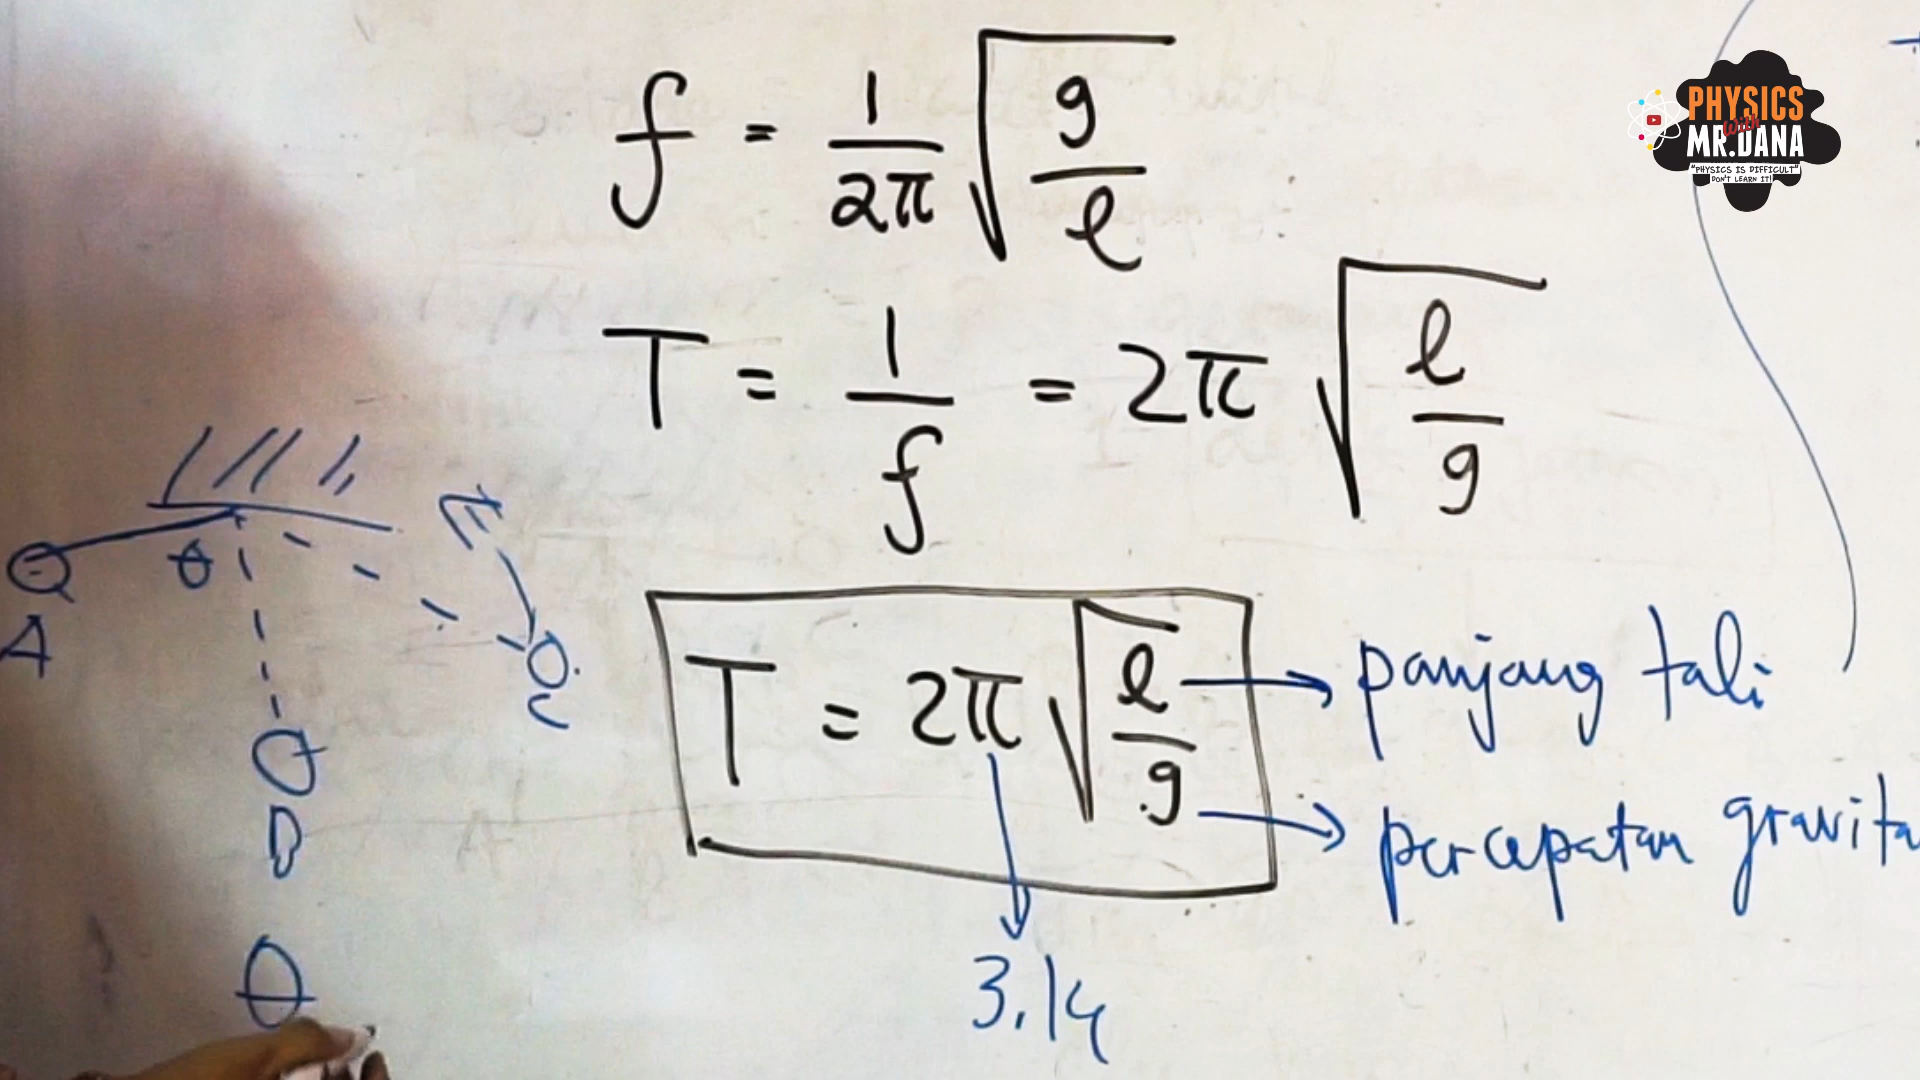 f = 1/2π √(g/l)
T = 1/f = 2π √(l/g)
T = 2π √(l/g)
panjang tali
percepatan gravita
3.14
A
θ
C
D
θ
PHYSICS
with
MR.DANA
"PHYSICS IS DIFFICULT"
DON'T LEARN IT!